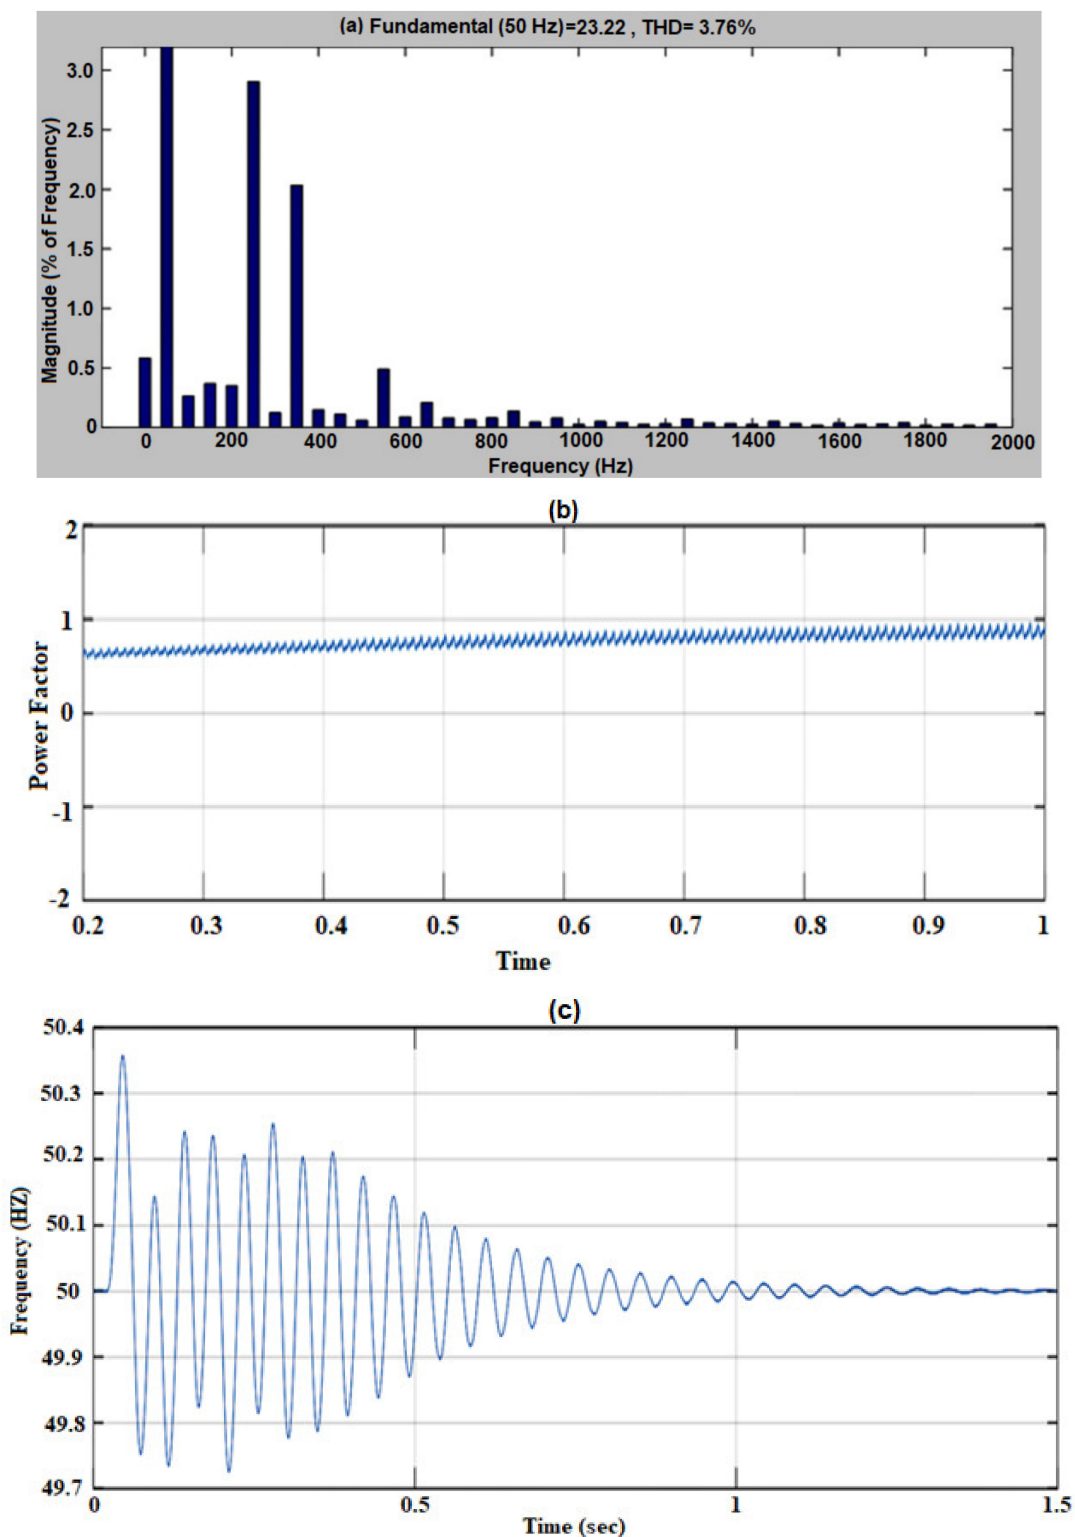 (a) Fundamental (50 Hz)=23.22 , THD= 3.76%
3.0
2.5
2.0
1.5
1.0
0.5
0
Magnitude (% of Frequency)
0 200 400 600 800 1000 1200 1400 1600 1800 2000
Frequency (Hz)
(b)
2
1
0
-1
-2
Power Factor
0.2 0.3 0.4 0.5 0.6 0.7 0.8 0.9 1
Time
(c)
50.4
50.3
50.2
50.1
50
49.9
49.8
49.7
Frequency (HZ)
0 0.5 1 1.5
Time (sec)